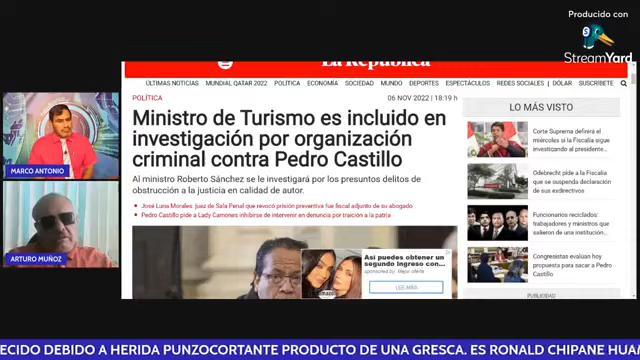 Producido con
StreamYard
La República
ÚLTIMAS NOTICIAS MUNDIAL QATAR 2022 POLÍTICA ECONOMÍA SOCIEDAD MUNDO DEPORTES ESPECTÁCULOS REDES SOCIALES | DÓLAR SUSCRÍBETE
POLÍTICA
06 NOV 2022 | 18:19 h
Ministro de Turismo es incluido en
investigación por organización
criminal contra Pedro Castillo
Al ministro Roberto Sánchez se le investigará por los presuntos delitos de
obstrucción a la justicia en calidad de autor.
José Luna Morales: juez de Sala Penal que revocó prisión preventiva fue fiscal adjunto de su abogado
Pedro Castillo pide a Lady Camones inhibirse de intervenir en denuncia por traición a la patria
LO MÁS VISTO
Corte Suprema definirá el
miércoles si la Fiscalía sigue
investigando al presidente...
Odebrecht pide a la Fiscalía
que se suspenda declaración
de sus exdirectivos
Funcionarios reciclados:
trabajadores y ministros que
salieron de una institución...
Congresistas evalúan hoy
propuesta para sacar a Pedro
Castillo
PUBLICIDAD
Así puedes obtener un
segundo ingreso con...
sponsored by: Mejor oferta
LEE MÁS
MARCO ANTONIO
ARTURO MUÑOZ
ECIDO DEBIDO A HERIDA PUNZOCORTANTE PRODUCTO DE UNA GRESCA. ES RONALD CHIPANE HUA